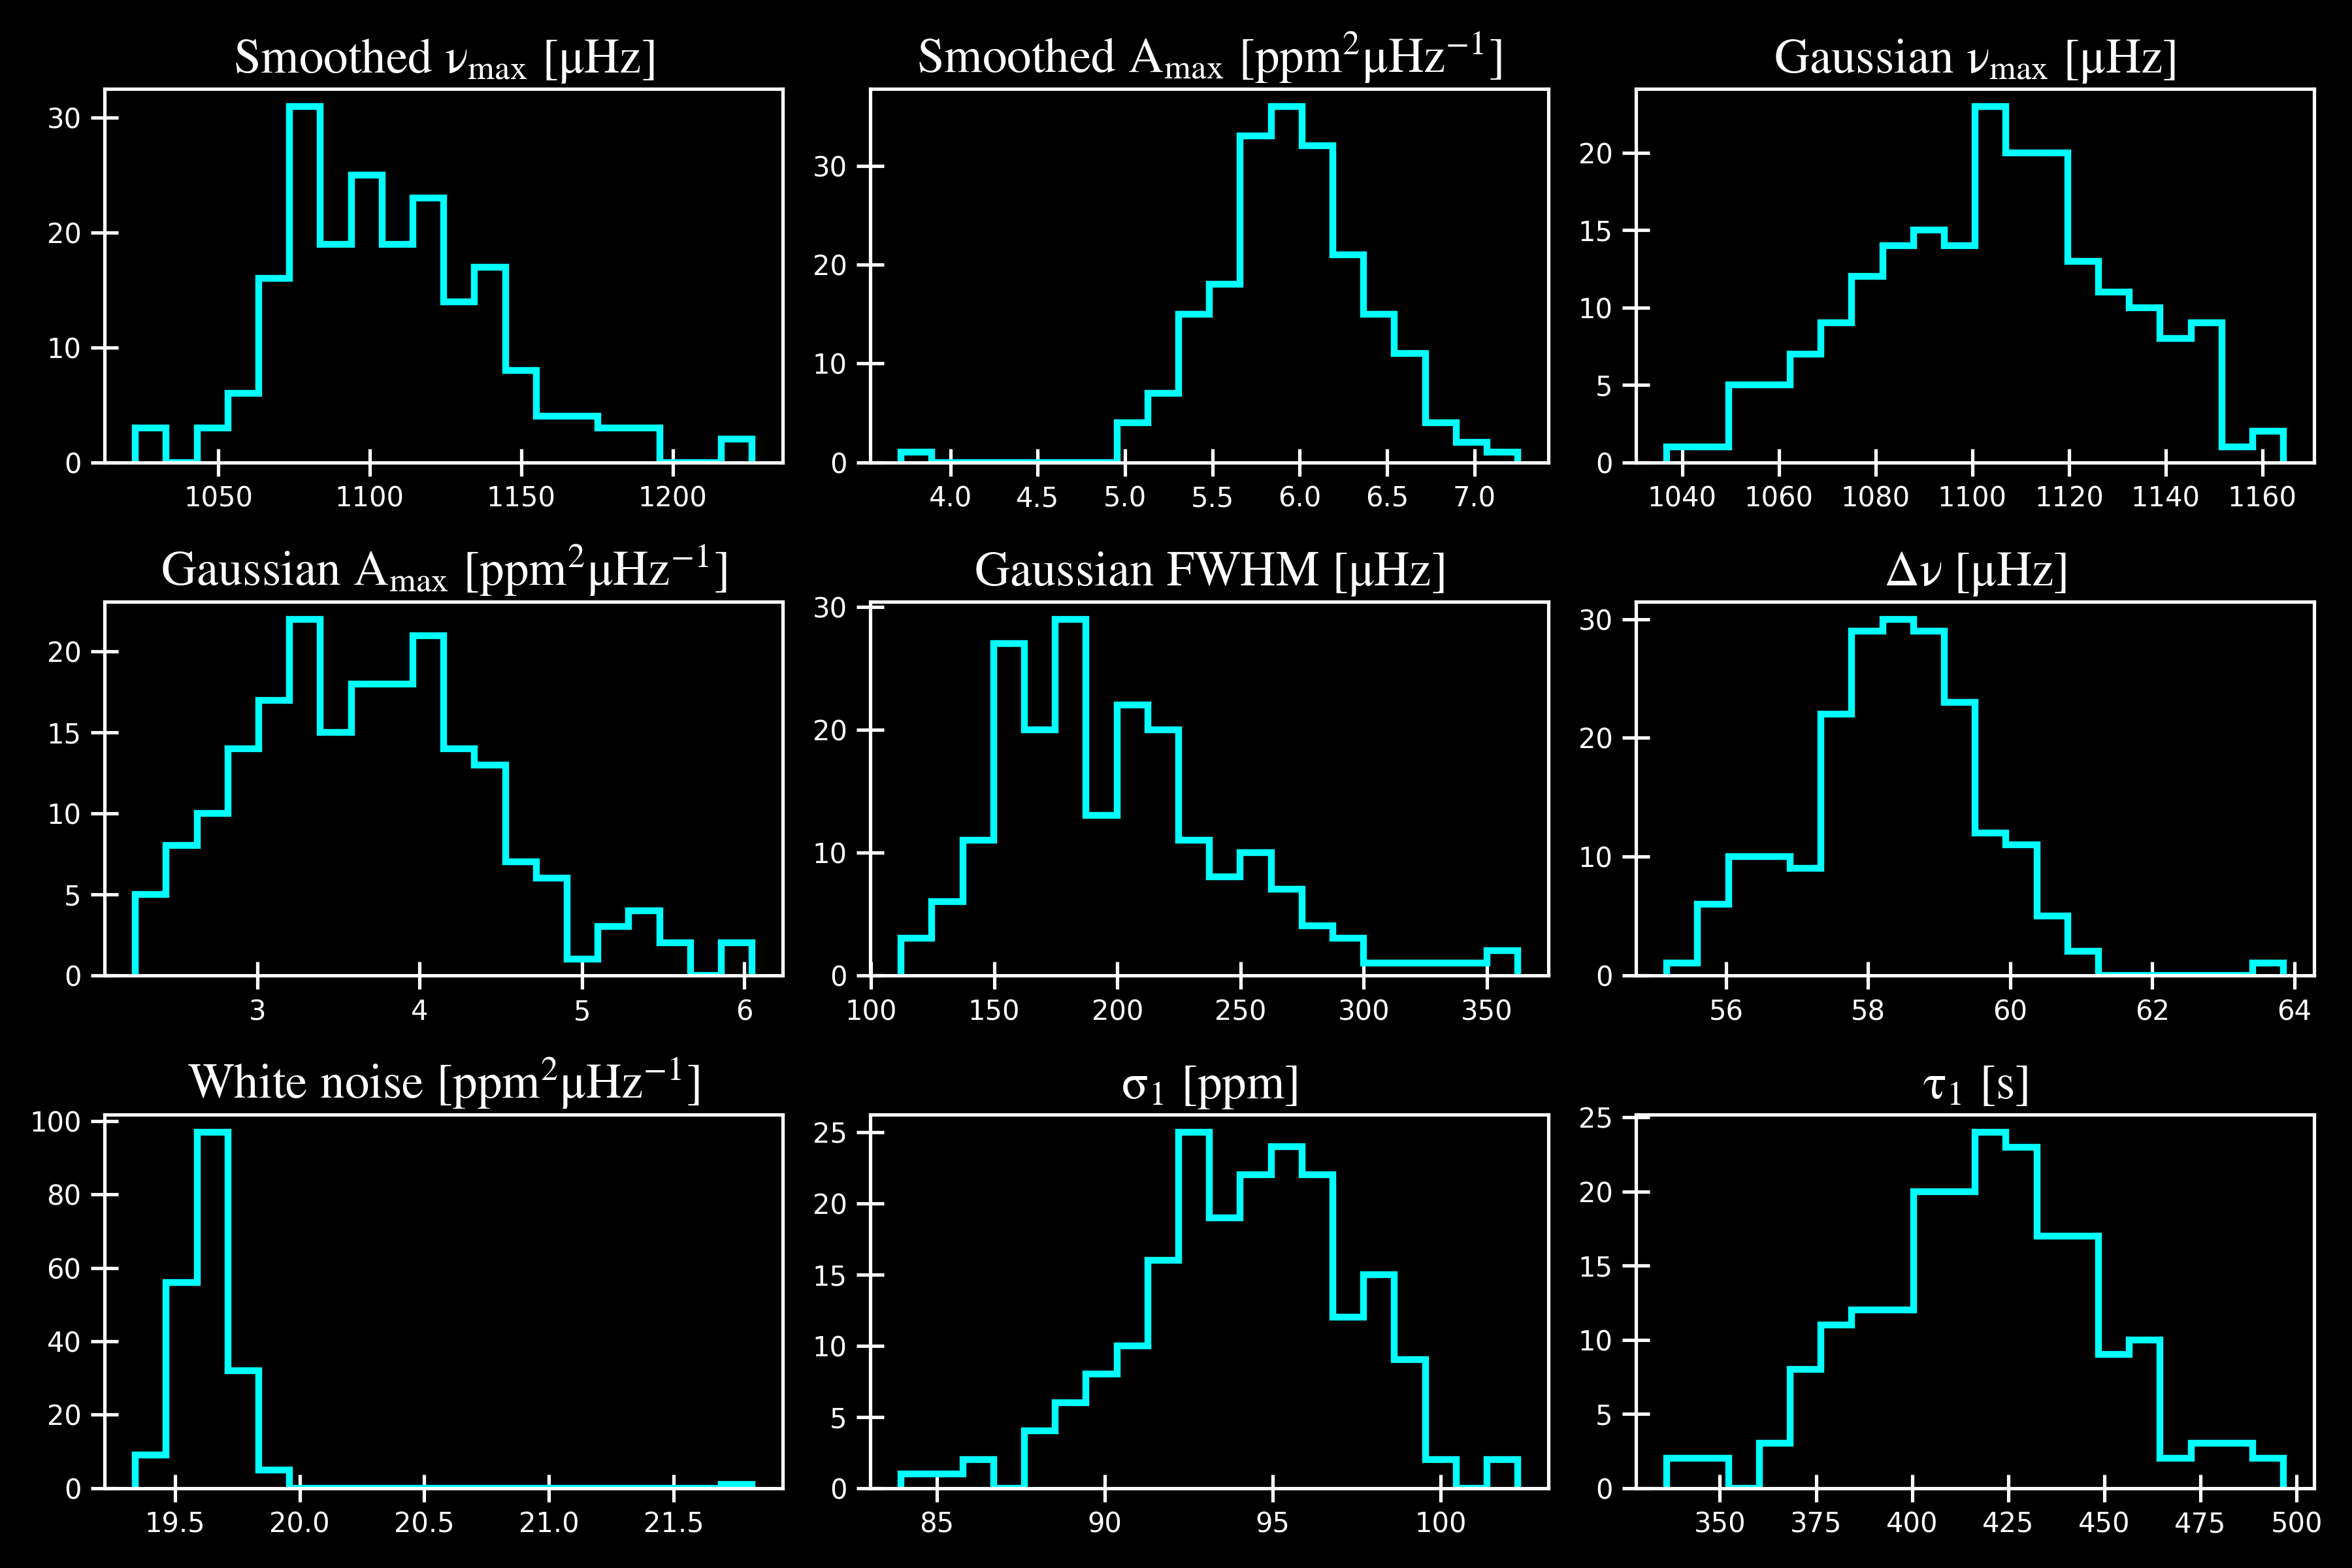 Smoothed ν_max [μHz]
30
20
10
0
1050 1100 1150 1200
Smoothed A_max [ppm²μHz⁻¹]
30
20
10
0
4.0 4.5 5.0 5.5 6.0 6.5 7.0
Gaussian ν_max [μHz]
20
15
10
5
0
1040 1060 1080 1100 1120 1140 1160
Gaussian A_max [ppm²μHz⁻¹]
20
15
10
5
0
3 4 5 6
Gaussian FWHM [μHz]
30
20
10
0
100 150 200 250 300 350
Δν [μHz]
30
20
10
0
56 58 60 62 64
White noise [ppm²μHz⁻¹]
100
80
60
40
20
0
19.5 20.0 20.5 21.0 21.5
σ₁ [ppm]
25
20
15
10
5
0
85 90 95 100
τ₁ [s]
25
20
15
10
5
0
350 375 400 425 450 475 500